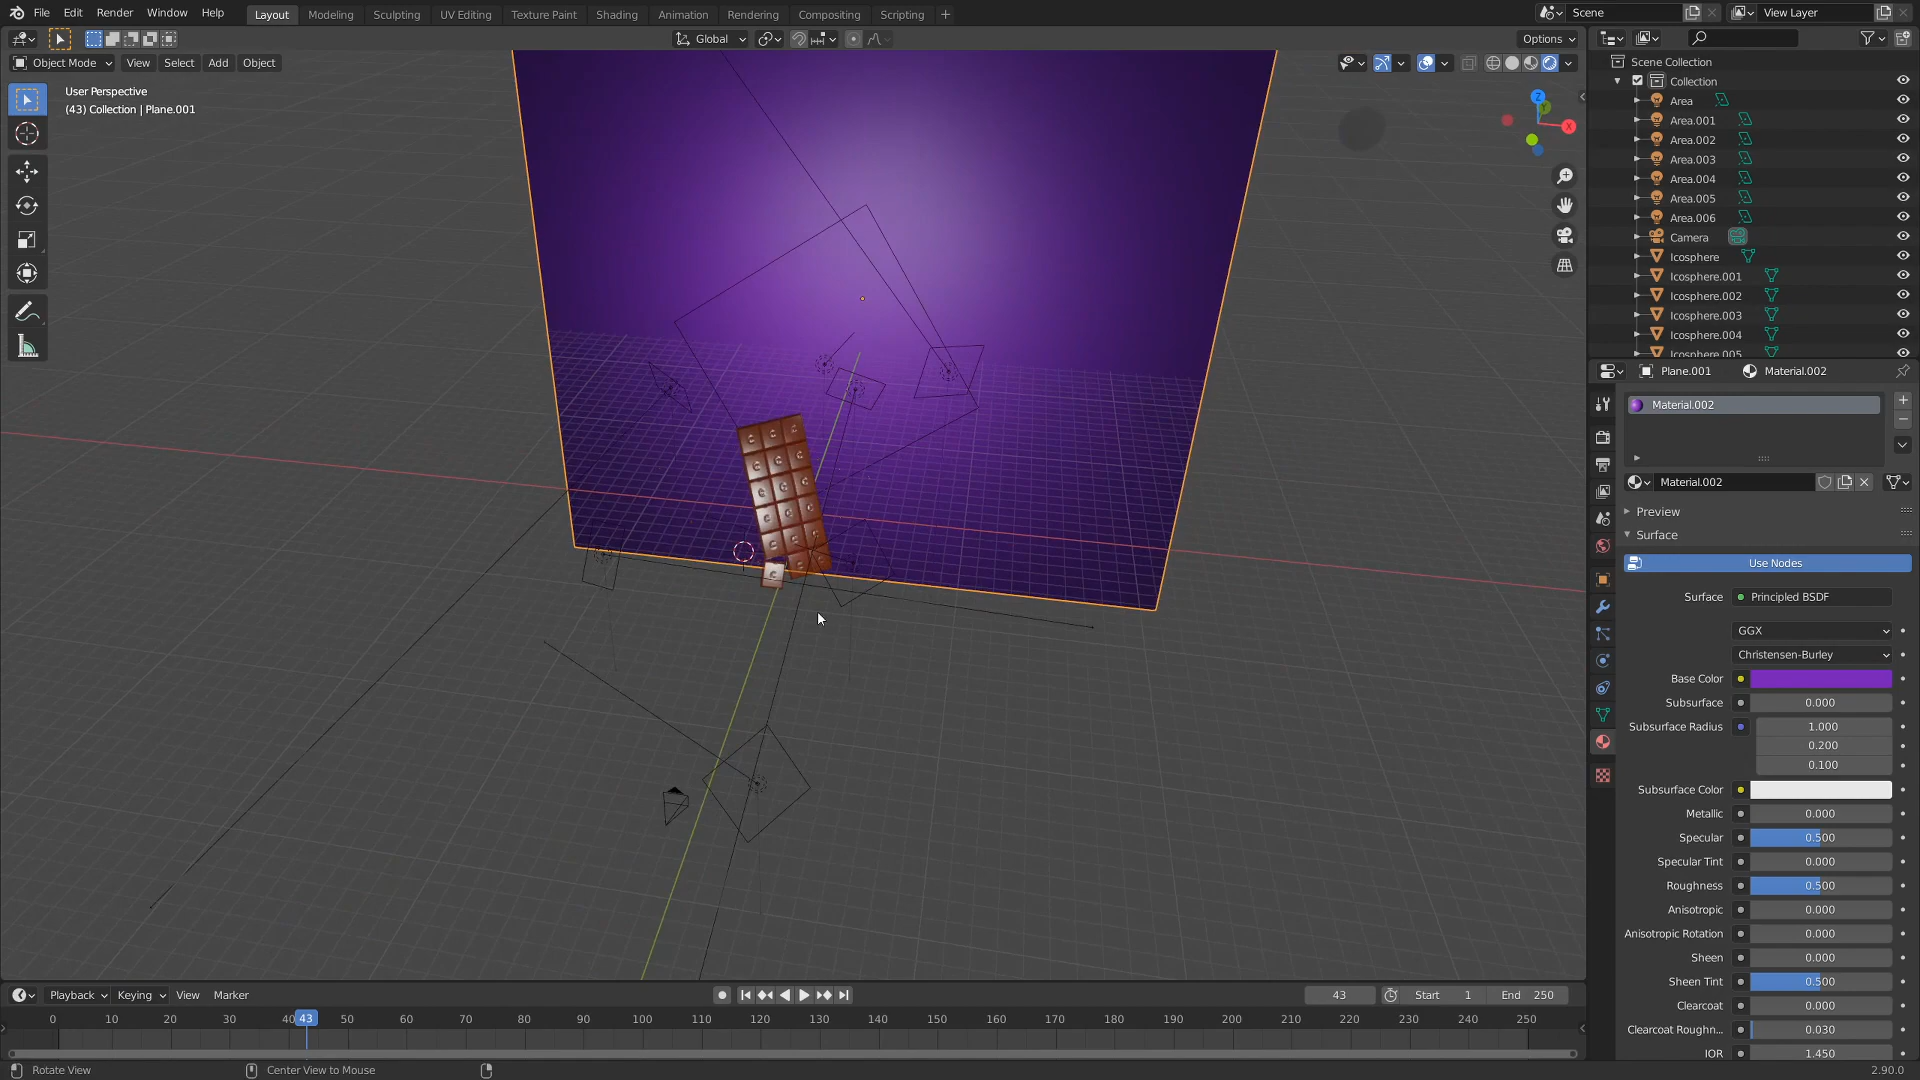 File Edit Render Window Help Layout Modeling Sculpting UV Editing Texture Paint Shading Animation Rendering Compositing Scripting + Scene View Layer
Global Options
Object Mode View Select Add Object
User Perspective
(43) Collection | Plane.001
Z
Y
X
Scene Collection
Collection
Area
Area.001
Area.002
Area.003
Area.004
Area.005
Area.006
Camera
Icosphere
Icosphere.001
Icosphere.002
Icosphere.003
Icosphere.004
Icosphere.005
Plane.001 Material.002
Material.002
Material.002
Preview
Surface
Use Nodes
Surface Principled BSDF
GGX
Christensen-Burley
Base Color
Subsurface 0.000
Subsurface Radius 1.000
0.200
0.100
Subsurface Color
Metallic 0.000
Specular 0.500
Specular Tint 0.000
Roughness 0.500
Anisotropic 0.000
Anisotropic Rotation 0.000
Sheen 0.000
Sheen Tint 0.500
Clearcoat 0.000
Clearcoat Roughn... 0.030
IOR 1.450
Playback Keying View Marker 43 Start 1 End 250
0 10 20 30 40 43 50 60 70 80 90 100 110 120 130 140 150 160 170 180 190 200 210 220 230 240 250
Rotate View Center View to Mouse 2.90.0